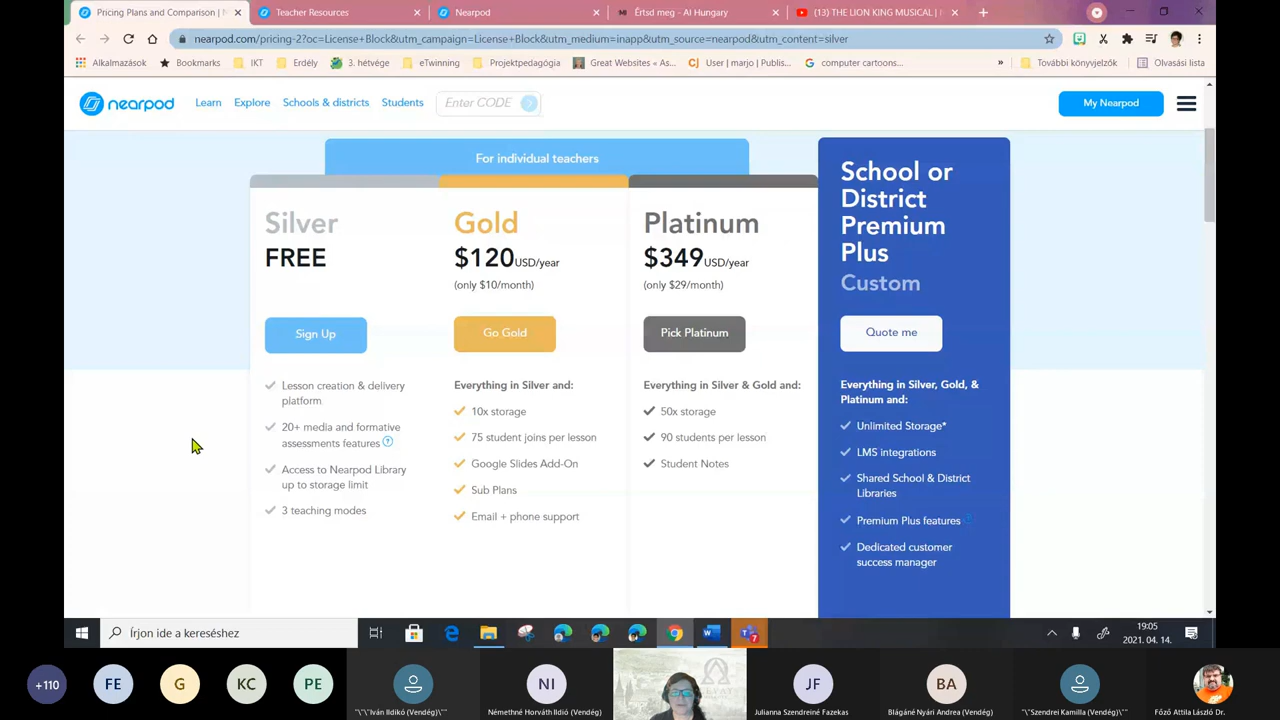 Pricing Plans and Comparison | N
Teacher Resources
Nearpod
Értsd meg - AI Hungary
(13) THE LION KING MUSICAL |
nearpod.com/pricing-2?oc=License+Block&utm_campaign=License+Block&utm_medium=inapp&utm_source=nearpod&utm_content=silver
Alkalmazások
Bookmarks
IKT
Erdély
3. hétvége
eTwinning
Projektpedagógia
Great Websites « As...
CJ User | marjo | Publis...
computer cartoons...
»
További könyvjelzők
Olvasási lista
nearpod
Learn
Explore
Schools & districts
Students
Enter CODE
My Nearpod
For individual teachers
Silver
FREE
Sign Up
Lesson creation & delivery
platform
20+ media and formative
assessments features ?
Access to Nearpod Library
up to storage limit
3 teaching modes
Gold
$120USD/year
(only $10/month)
Go Gold
Everything in Silver and:
10x storage
75 student joins per lesson
Google Slides Add-On
Sub Plans
Email + phone support
Platinum
$349USD/year
(only $29/month)
Pick Platinum
Everything in Silver & Gold and:
50x storage
90 students per lesson
Student Notes
School or
District
Premium
Plus
Custom
Quote me
Everything in Silver, Gold, &
Platinum and:
Unlimited Storage*
LMS integrations
Shared School & District
Libraries
Premium Plus features
Dedicated customer
success manager
Írjon ide a kereséshez
7
19:05
2021. 04. 14.
+110
FE
G
KC
PE
"\"\"Iván Ildikó (Vendég)\""
NI
Némethné Horváth Ildió (Vendég)
JF
Julianna Szendreiné Fazekas
BA
Blágáné Nyári Andrea (Vendég)
"\"Szendrei Kamilla (Vendég)\""
Főző Attila László Dr.